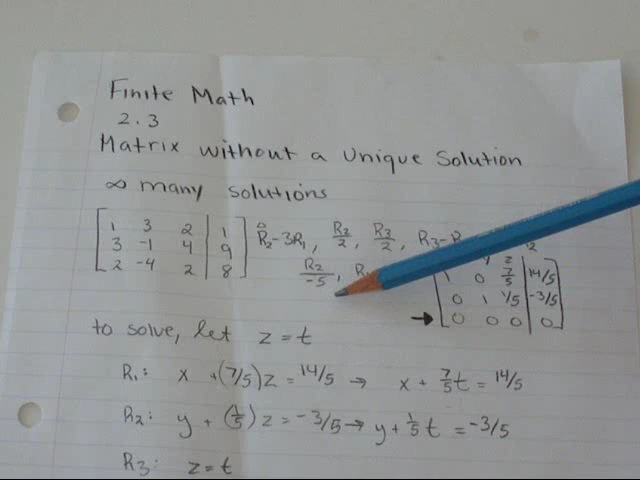 Finite Math
2.3
Matrix without a Unique Solution
∞ many solutions
[1 3 2 | 1] R₂-3R₁, R₂/2, R₃/2, R₃-R
[3 -1 4 | 9]
[2 -4 2 | 8] R₂/-5, R
z
1 0 7/5 | 14/5
0 1 1/5 | -3/5
→ 0 0 0 | 0
to solve, let z=t
R₁: x +(7/5)z = 14/5 → x + 7/5t = 14/5
R₂: y + (1/5)z = -3/5 → y + 1/5t = -3/5
R₃: z=t